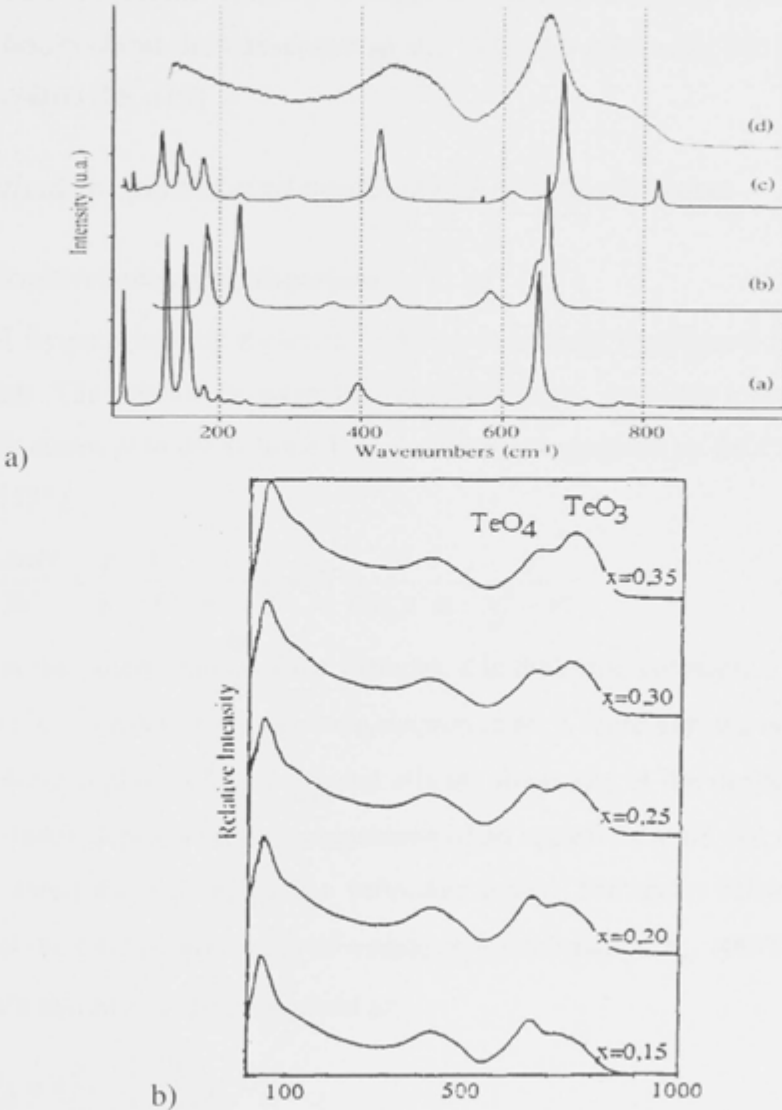 Intensity (u.a.)
(d)
(c)
(b)
(a)
200
400
600
800
Wavenumbers (cm⁻¹)
a)
TeO₄
TeO₃
x=0.35
x=0.30
x=0.25
x=0.20
x=0.15
Relative Intensity
b)
100
500
1000